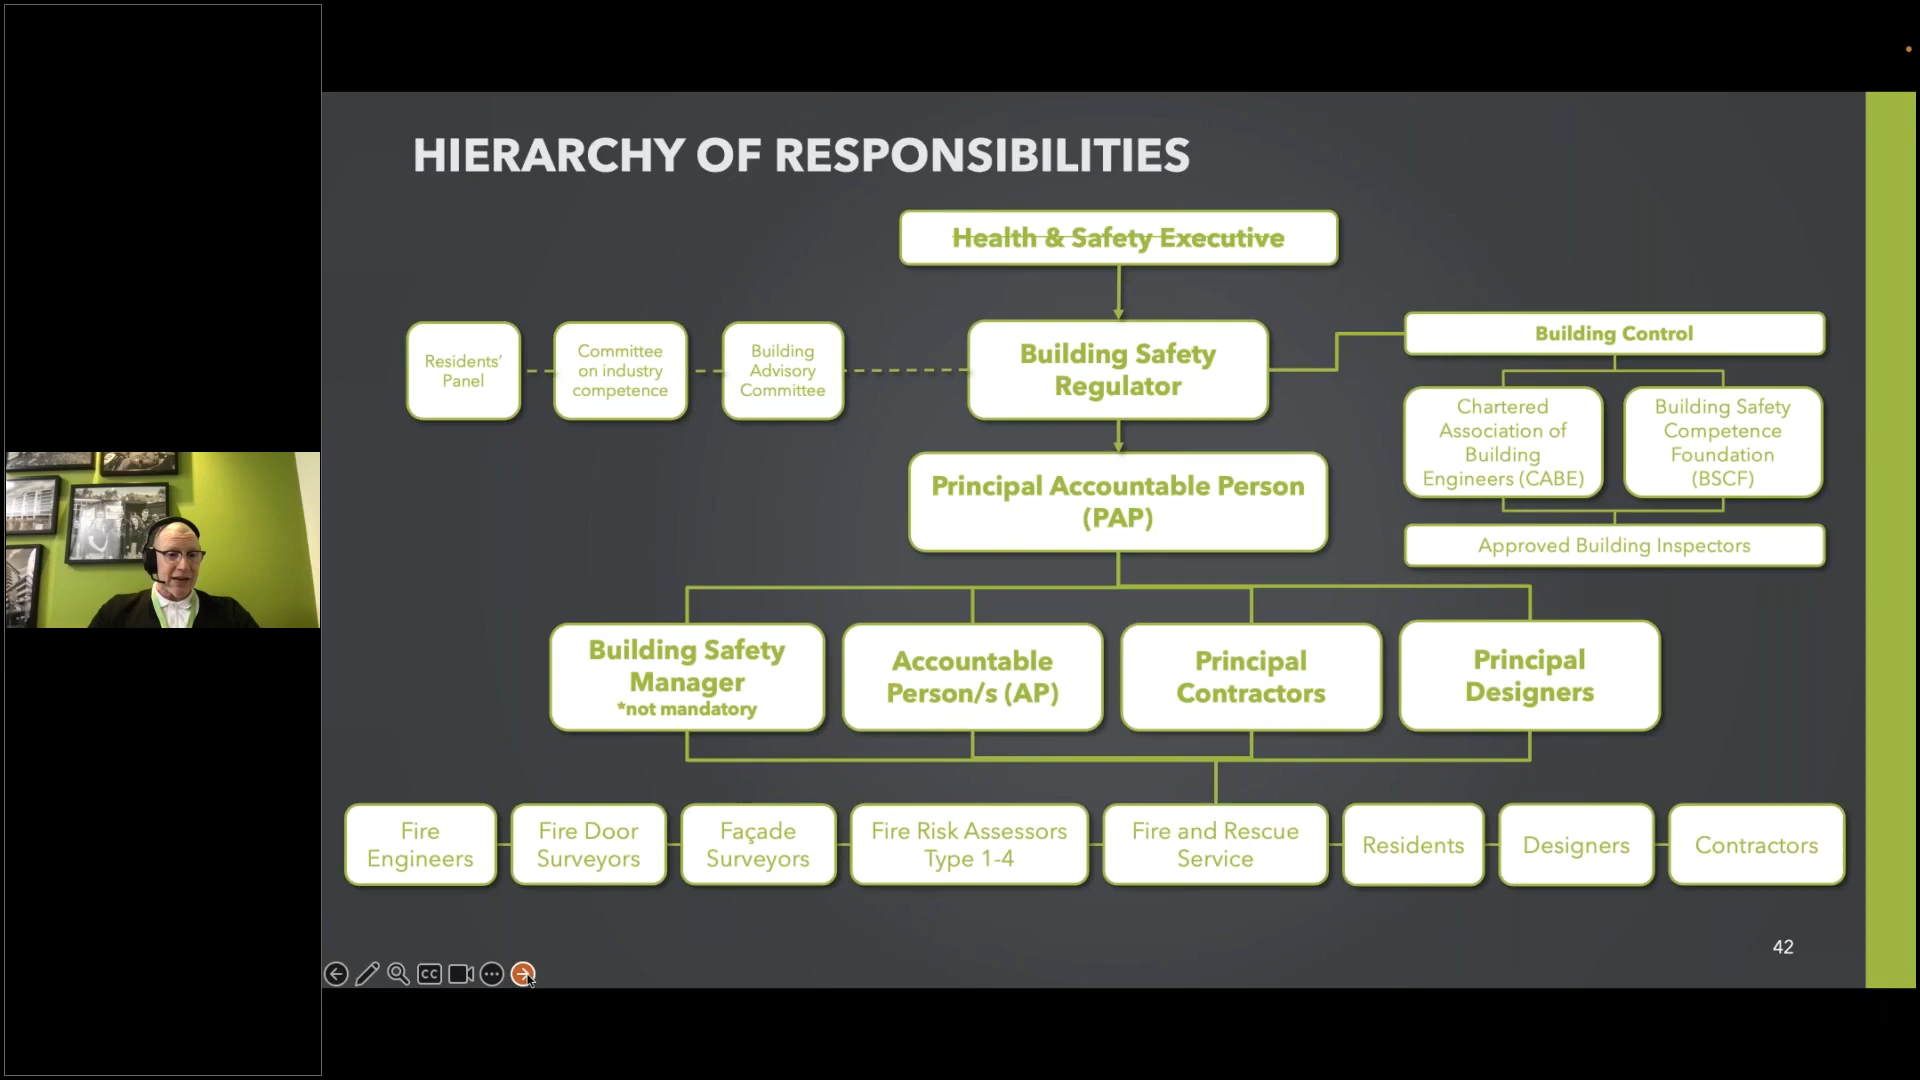 HIERARCHY OF RESPONSIBILITIES
Health & Safety Executive
Residents’
Panel
Committee
on industry
competence
Building
Advisory
Committee
Building Safety
Regulator
Building Control
Chartered
Association of
Building
Engineers (CABE)
Building Safety
Competence
Foundation
(BSCF)
Approved Building Inspectors
Principal Accountable Person
(PAP)
Building Safety
Manager
*not mandatory
Accountable
Person/s (AP)
Principal
Contractors
Principal
Designers
Fire
Engineers
Fire Door
Surveyors
Façade
Surveyors
Fire Risk Assessors
Type 1-4
Fire and Rescue
Service
Residents
Designers
Contractors
42
CC